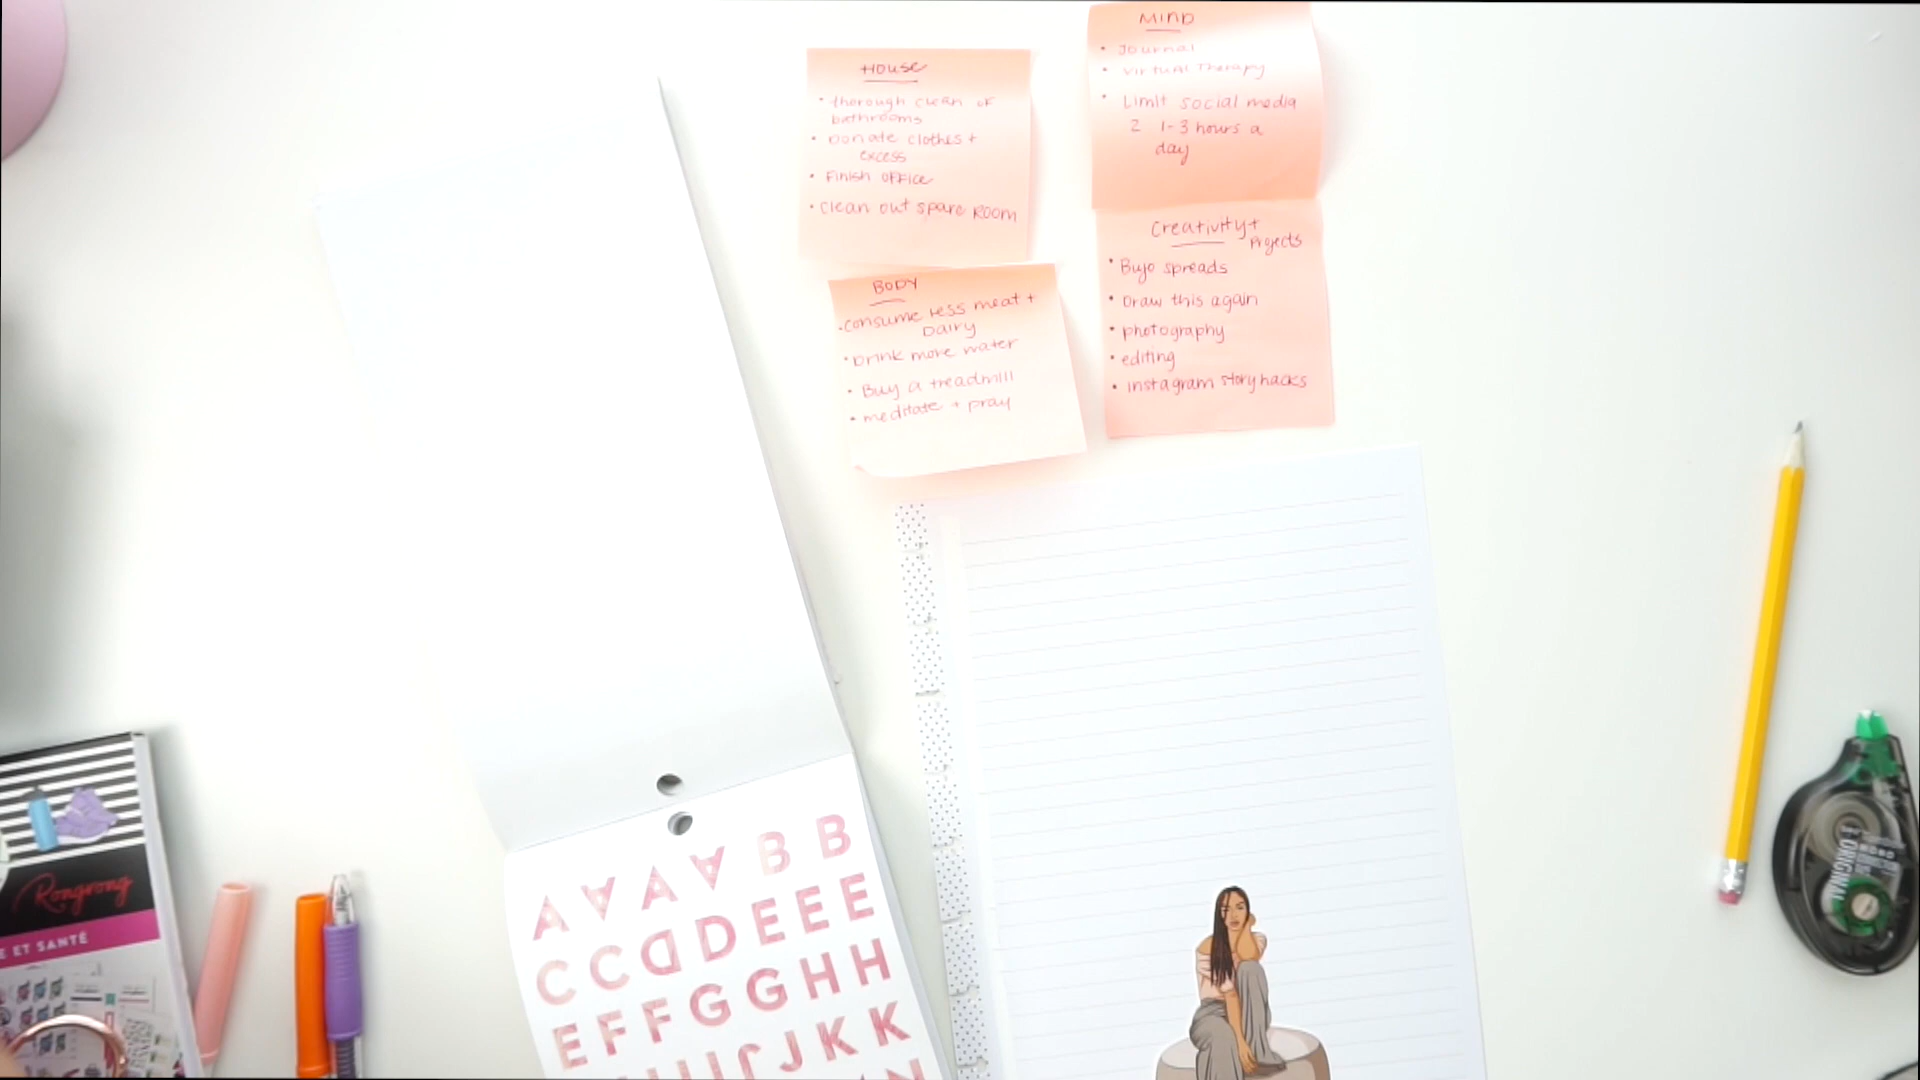 HOUSE
• thorough clean of
bathrooms
• Donate clothes +
excess
• Finish OFFice
• clean out spare ROOM
MIND
• Journal
• virtual Therapy
• Limit social media
2 1-3 hours a
day
BODY
• consume less meat +
Dairy
• Drink more water
• Buy a treadmill
• meditate + pray
Creativity +
Projects
• Bujo spreads
• Draw this again
• photography
• editing
• instagram story hacks
Rongrong
E ET SANTÉ
A A A A B B
C C D D E E E
E F F G G H H
J J K K
ORIGINAL